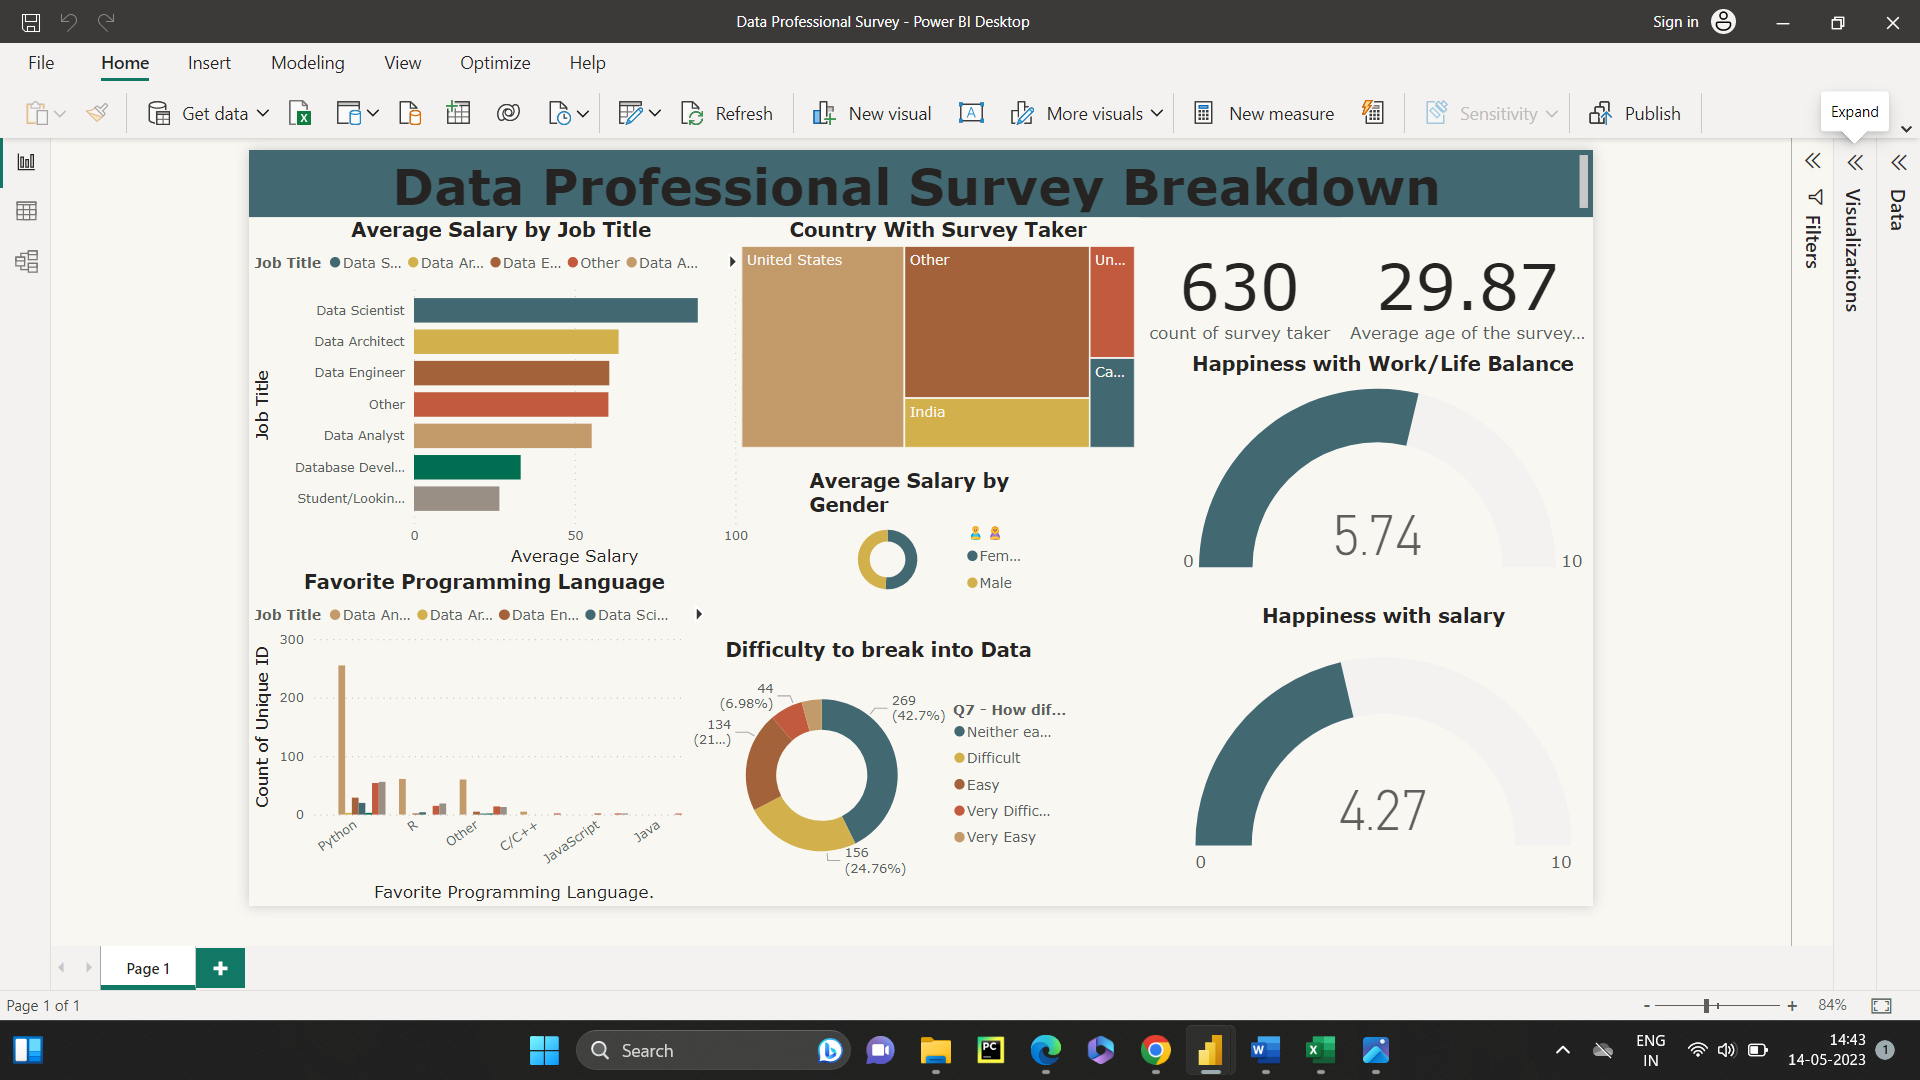 Data Professional Survey - Power BI Desktop
Sign in
File Home Insert Modeling View Optimize Help
Get data
Refresh
New visual
More visuals
New measure
Sensitivity
Publish
Expand
Data Professional Survey Breakdown
Average Salary by Job Title
Job Title Data S... Data Ar... Data E... Other Data A...
Job Title
Data Scientist
Data Architect
Data Engineer
Other
Data Analyst
Database Devel...
Student/Lookin...
0 50 100
Average Salary
Country With Survey Taker
United States
Other
Un...
Ca...
India
630
count of survey taker
29.87
Average age of the survey...
Happiness with Work/Life Balance
5.74
0 10
Average Salary by
Gender
Fem...
Male
Favorite Programming Language
Job Title Data An... Data Ar... Data En... Data Sci...
Count of Unique ID
300
200
100
0
Python R Other C/C++ JavaScript Java
Favorite Programming Language.
Difficulty to break into Data
44
(6.98%)
134
(21...)
269
(42.7%)
156
(24.76%)
Q7 - How dif...
Neither ea...
Difficult
Easy
Very Diffic...
Very Easy
Happiness with salary
4.27
0 10
Filters
Visualizations
Data
Page 1
Page 1 of 1
- + 84%
Search
PC
W
X
ENG
IN
14:43
14-05-2023
1